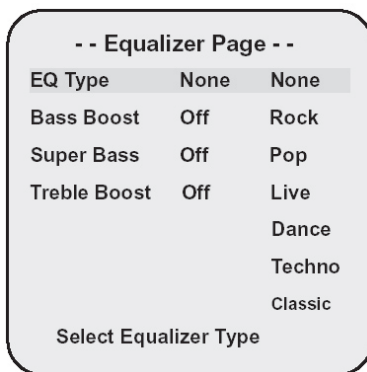 - - Equalizer Page - -
EQ Type None None
Bass Boost Off Rock
Super Bass Off Pop
Treble Boost Off Live
Dance
Techno
Classic
Select Equalizer Type